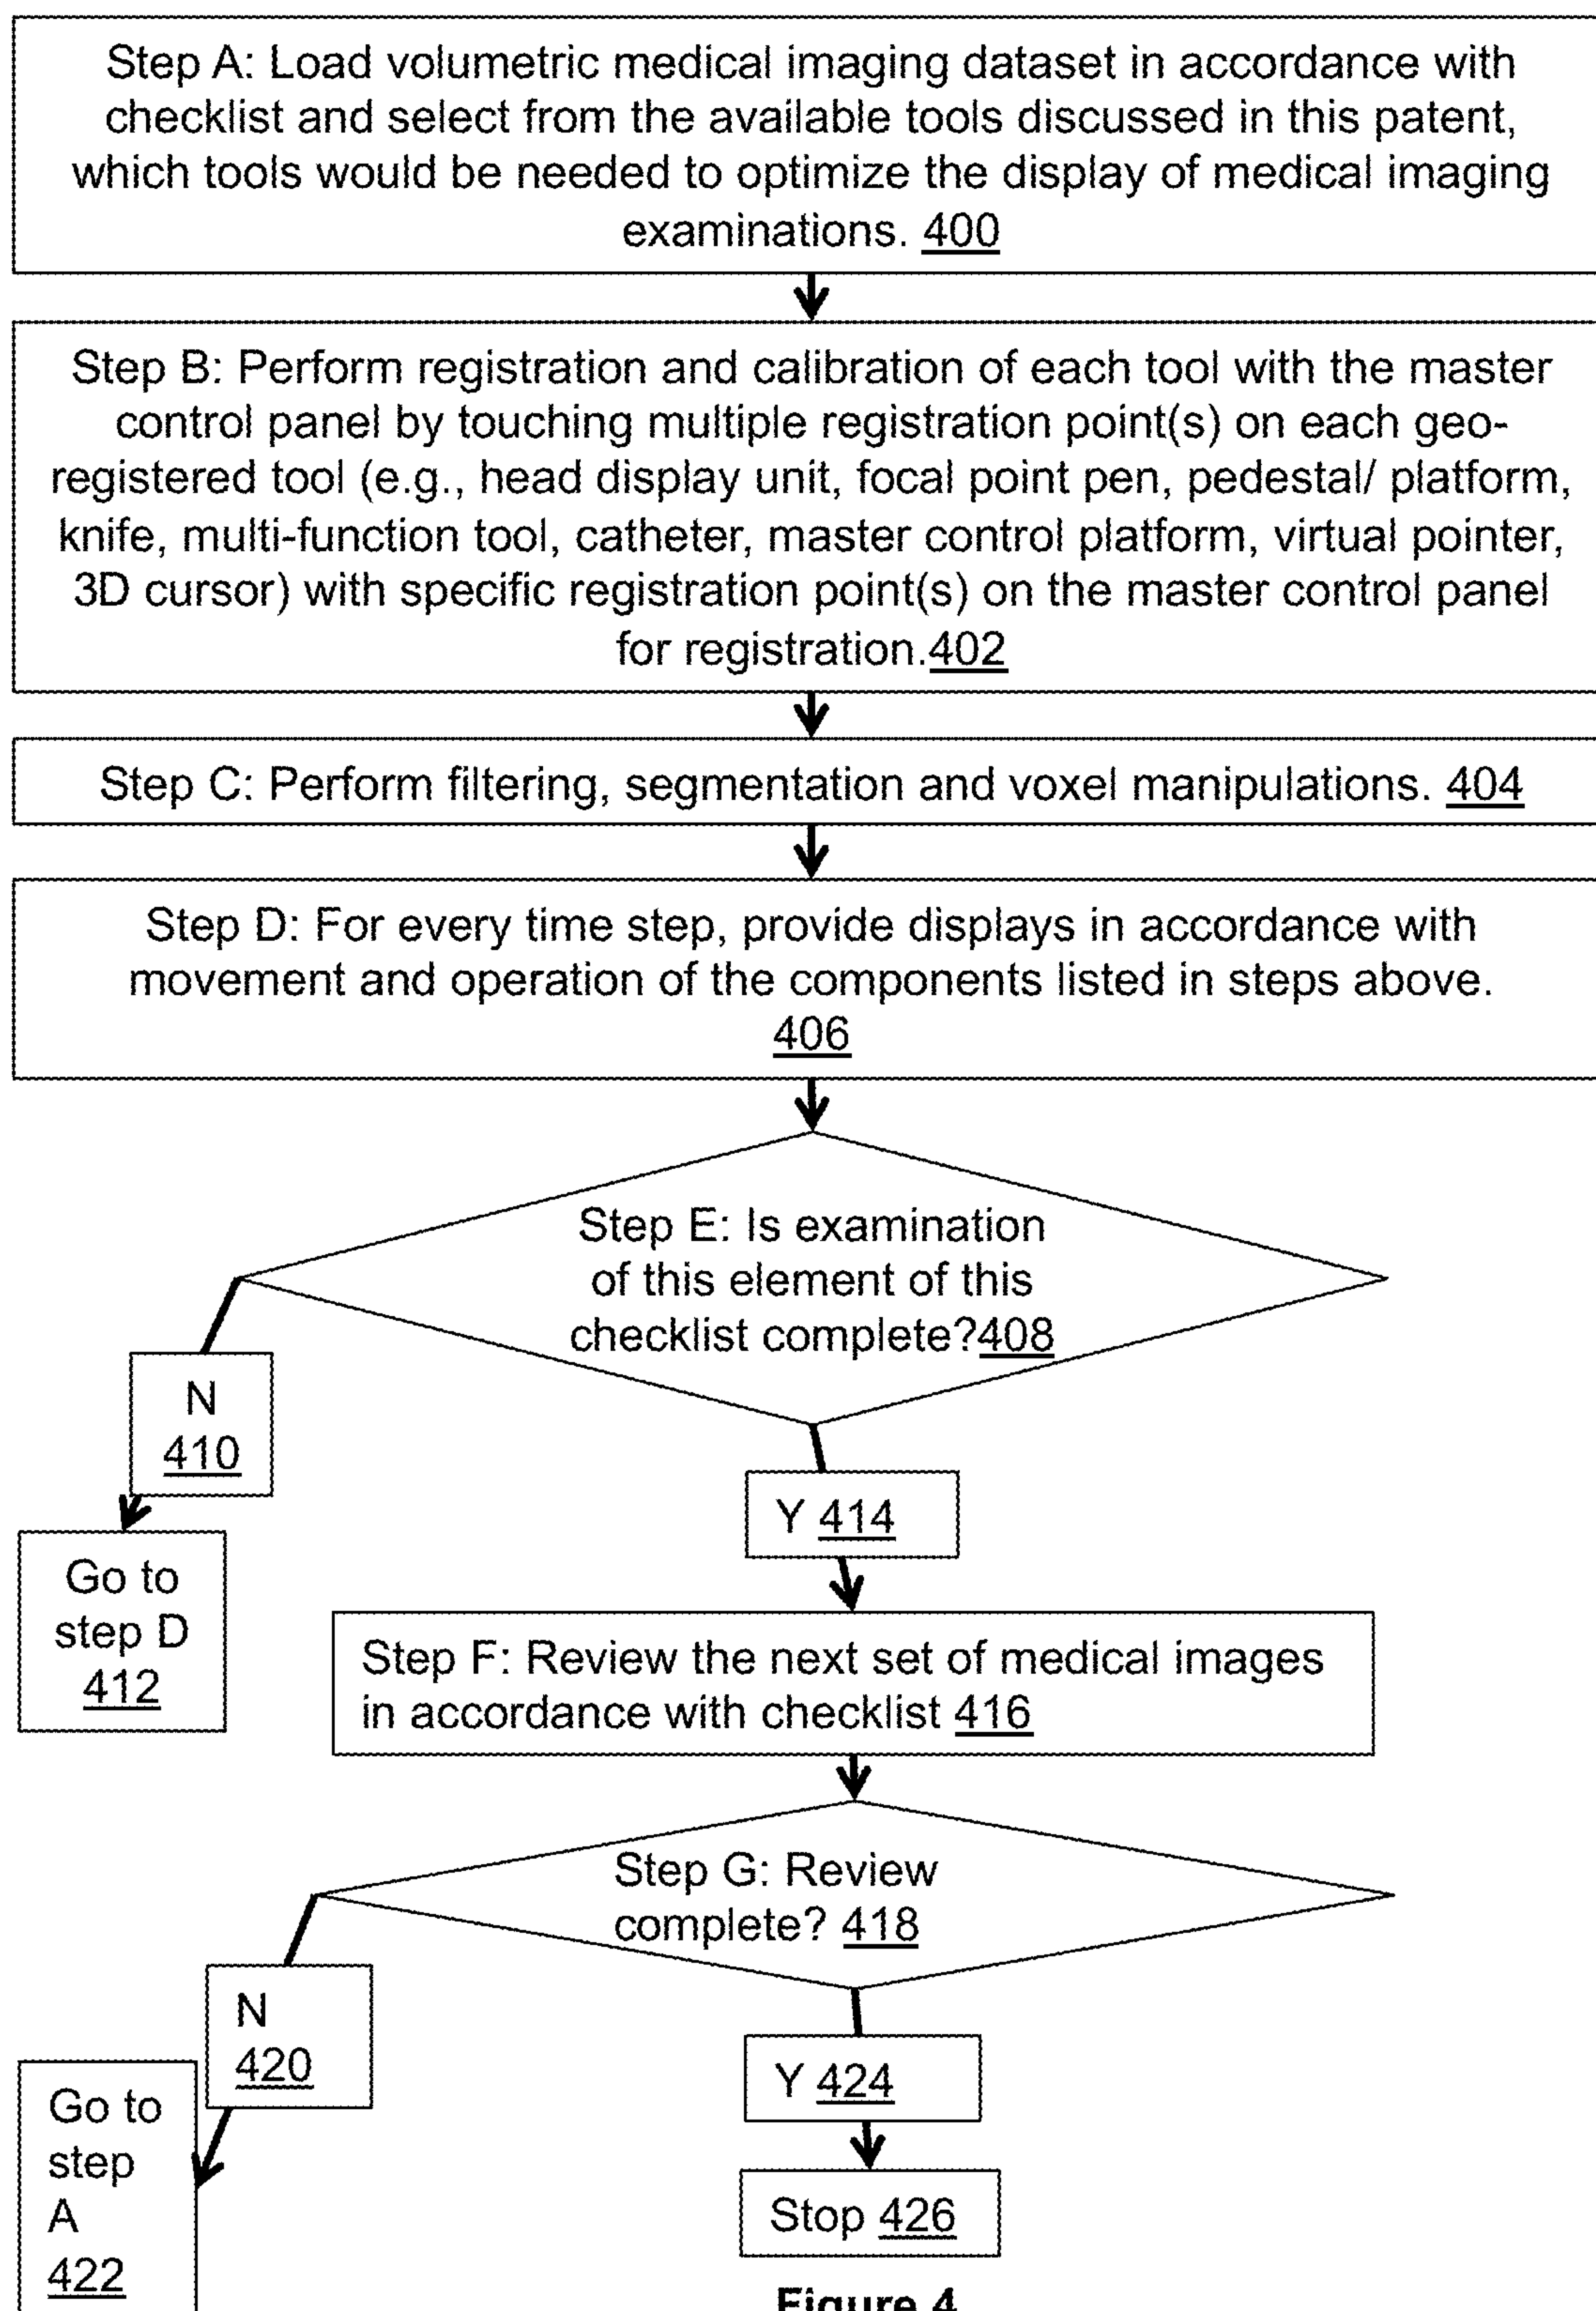 Step A: Load volumetric medical imaging dataset in accordance with
checklist and select from the available tools discussed in this patent,
which tools would be needed to optimize the display of medical imaging
examinations. 400
Step B: Perform registration and calibration of each tool with the master
control panel by touching multiple registration point(s) on each geo-
registered tool (e.g., head display unit, focal point pen, pedestal/ platform,
knife, multi-function tool, catheter, master control platform, virtual pointer,
3D cursor) with specific registration point(s) on the master control panel
for registration.402
Step C: Perform filtering, segmentation and voxel manipulations. 404
Step D: For every time step, provide displays in accordance with
movement and operation of the components listed in steps above.
406
Step E: Is examination
of this element of this
checklist complete?408
N
410
Go to
step D
412
Y 414
Step F: Review the next set of medical images
in accordance with checklist 416
Step G: Review
complete? 418
N
420
Go to
step
A
422
Y 424
Stop 426
Figure 4